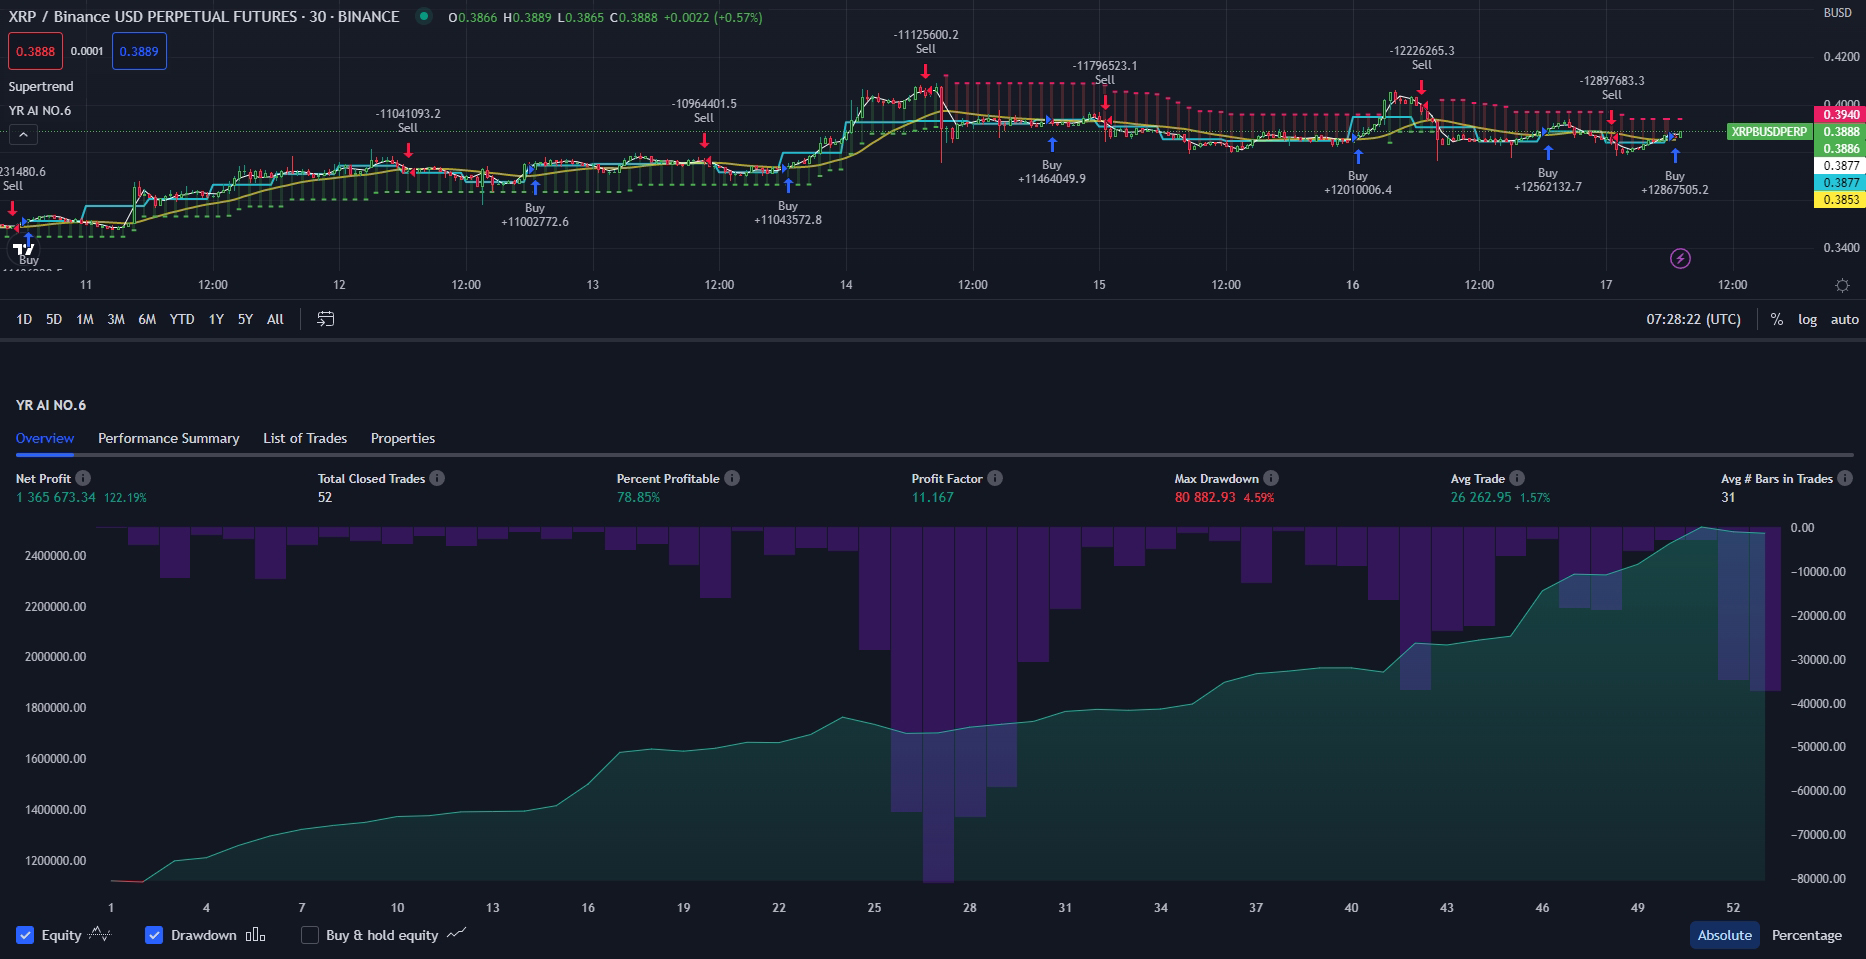 XRP / Binance USD PERPETUAL FUTURES · 30 · BINANCE O0.3866 H0.3889 L0.3865 C0.3888 +0.0022 (+0.57%)
BUSD
0.3888 0.0001 0.3889
Supertrend
YR AI NO.6
-11125600.2
Sell
-11796523.1
Sell
-12226265.3
Sell
-12897683.3
Sell
-11041093.2
Sell
-10964401.5
Sell
231480.6
Sell
Buy
Buy
+11002772.6
Buy
+11043572.8
Buy
+11464049.9
Buy
+12010006.4
Buy
+12562132.7
Buy
+12867505.2
0.4200
0.4000
0.3940
XRPBUSDPERP 0.3888
0.3886
0.3877
0.3877
0.3853
0.3400
11 12:00 12 12:00 13 12:00 14 12:00 15 12:00 16 12:00 17 12:00
1D 5D 1M 3M 6M YTD 1Y 5Y All
07:28:22 (UTC) % log auto
YR AI NO.6
Overview Performance Summary List of Trades Properties
Net Profit Total Closed Trades Percent Profitable Profit Factor Max Drawdown Avg Trade Avg # Bars in Trades
1 365 673.34 122.19% 52 78.85% 11.167 80 882.93 4.59% 26 262.95 1.57% 31
2400000.00
2200000.00
2000000.00
1800000.00
1600000.00
1400000.00
1200000.00
0.00
−10000.00
−20000.00
−30000.00
−40000.00
−50000.00
−60000.00
−70000.00
−80000.00
1 4 7 10 13 16 19 22 25 28 31 34 37 40 43 46 49 52
Equity Drawdown Buy & hold equity
Absolute Percentage